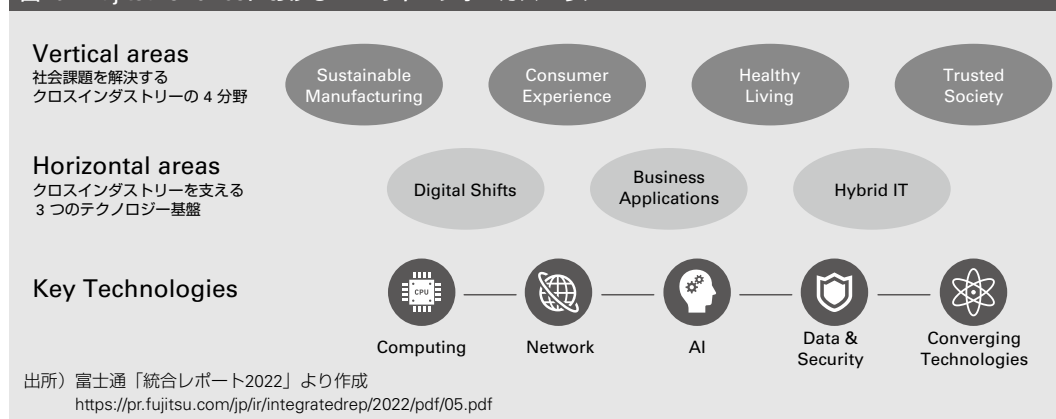 Vertical areas
社会課題を解決する
クロスインダストリーの 4 分野
Sustainable
Manufacturing
Consumer
Experience
Healthy
Living
Trusted
Society
Horizontal areas
クロスインダストリーを支える
3 つのテクノロジー基盤
Digital Shifts
Business
Applications
Hybrid IT
Key Technologies
CPU
Computing
Network
AI
Data &
Security
Converging
Technologies
出所）富士通「統合レポート2022」より作成
https://pr.fujitsu.com/jp/ir/integratedrep/2022/pdf/05.pdf